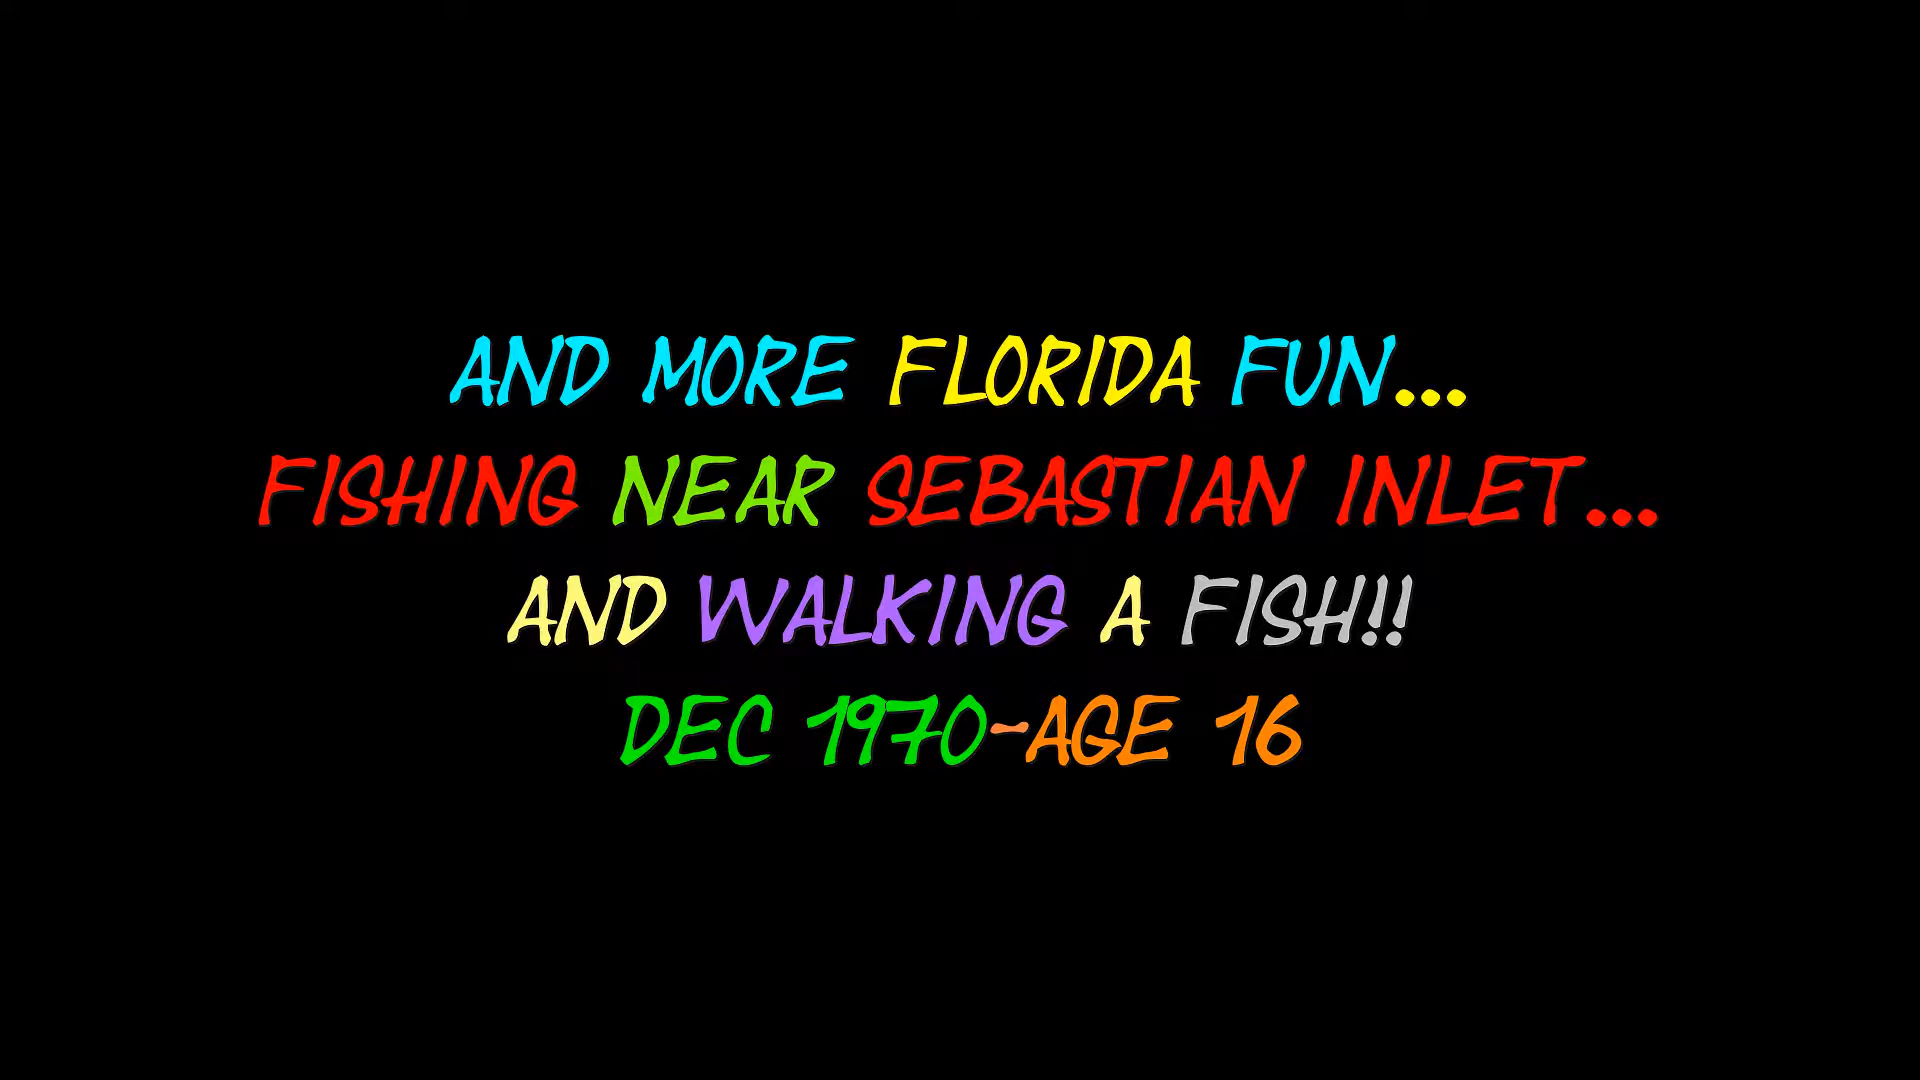 AND MORE FLORIDA FUN...
FISHING NEAR SEBASTIAN INLET...
AND WALKING A FISH!!
DEC 1970-AGE 16